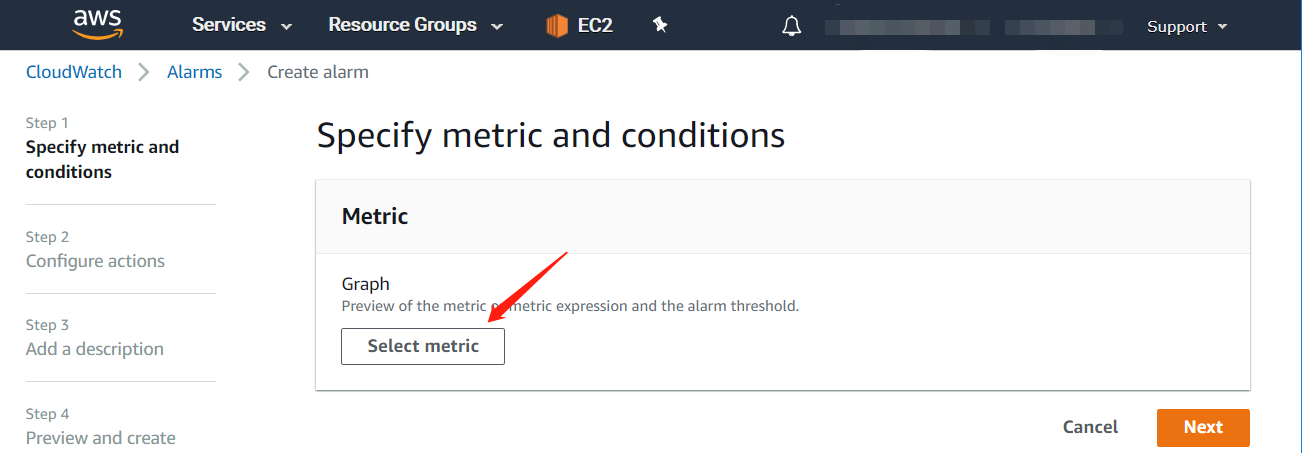 aws
Services
Resource Groups
EC2
Support
CloudWatch
Alarms
Create alarm
Step 1
Specify metric and
conditions
Step 2
Configure actions
Step 3
Add a description
Step 4
Preview and create
Specify metric and conditions
Metric
Graph
Preview of the metric or metric expression and the alarm threshold.
Select metric
Cancel
Next